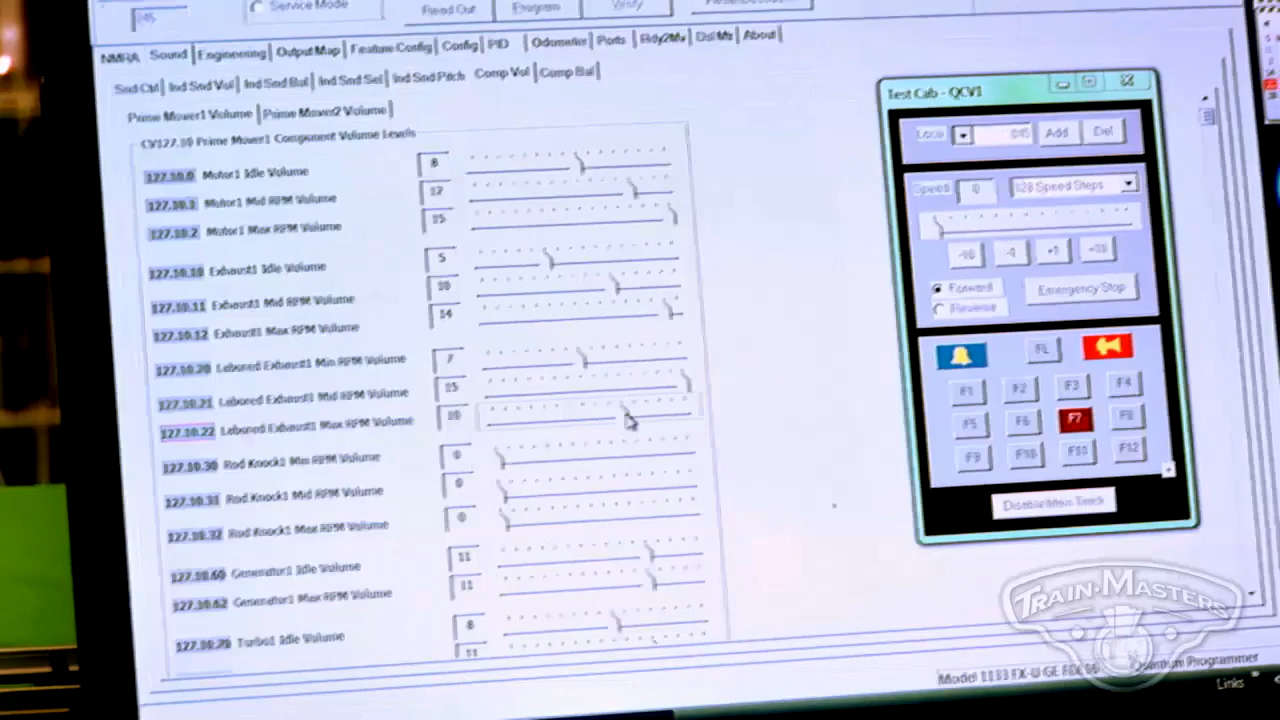 045
Service Mode
Read Out
Program
Verify
NMRA Sound Engineering Output Map Feature Config Config PID Odometer Ports Rdy2Mv About
Snd Ctrl Ind Snd Vol Ind Snd Bal Ind Snd Sel Ind Snd Pitch Comp Vol Comp Bal
Prime Mover1 Volume Prime Mover2 Volume
CV127.10 Prime Mover1 Component Volume Levels
127.10.0 Motor1 Idle Volume 8
127.10.1 Motor1 Mid RPM Volume 12
127.10.2 Motor1 Max RPM Volume 15
127.10.10 Exhaust1 Idle Volume 5
127.10.11 Exhaust1 Mid RPM Volume 10
127.10.12 Exhaust1 Max RPM Volume 14
127.10.20 Labored Exhaust1 Min RPM Volume 7
127.10.21 Labored Exhaust1 Mid RPM Volume 15
127.10.22 Labored Exhaust1 Max RPM Volume 10
127.10.30 Rod Knock1 Min RPM Volume 0
127.10.31 Rod Knock1 Mid RPM Volume 0
127.10.32 Rod Knock1 Max RPM Volume 0
127.10.60 Generator1 Idle Volume 11
127.10.62 Generator1 Max RPM Volume 11
127.10.70 Turbo1 Idle Volume 8
11
Test Cab - QCV1
Loco 045 Add Del
Speed 0 128 Speed Steps
-10 -1 +1 +10
Forward
Reverse
Emergency Stop
FL
F1 F2 F3 F4
F5 F6 F7 F8
F9 F10 F11 F12
TRAIN-MASTERS
Quantum Programmer
Links